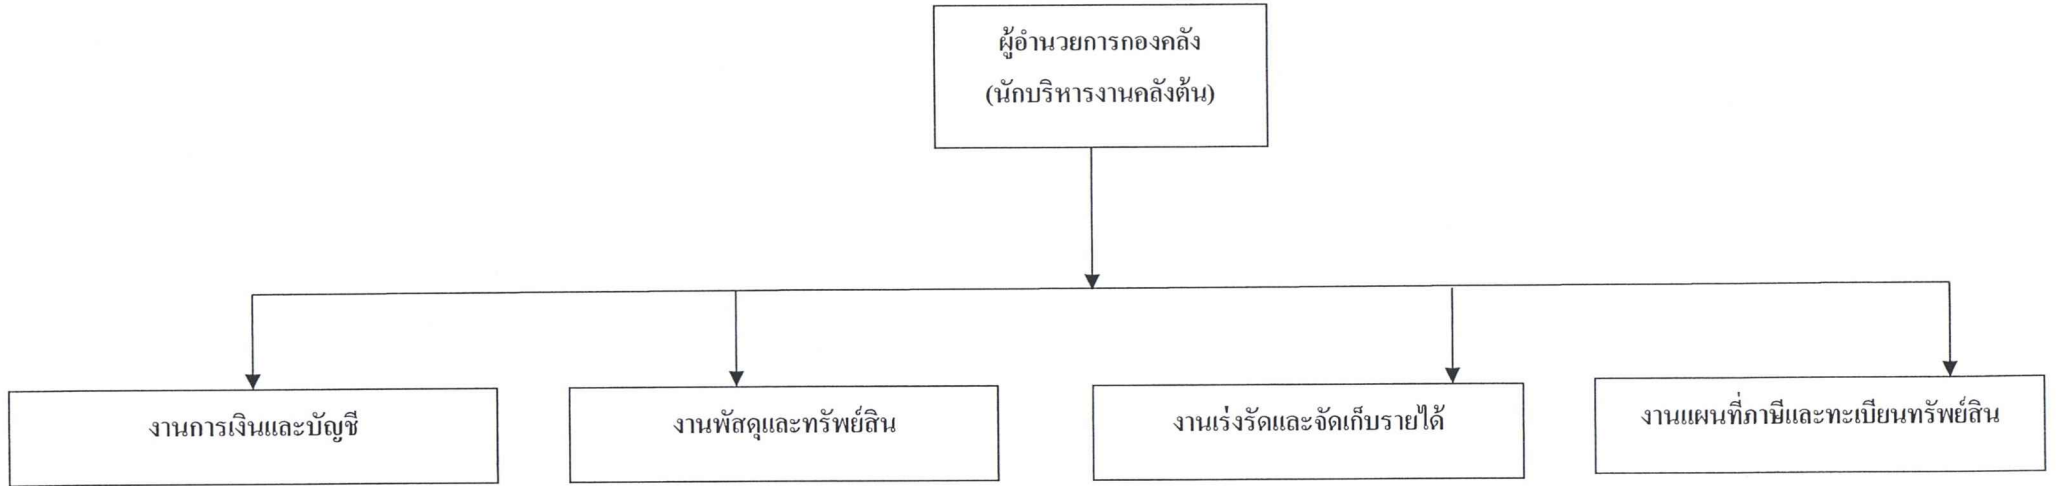 ผู้อำนวยการกองคลัง
(นักบริหารงานคลังต้น)
งานการเงินและบัญชี
งานพัสดุและทรัพย์สิน
งานเร่งรัดและจัดเก็บรายได้
งานแผนที่ภาษีและทะเบียนทรัพย์สิน